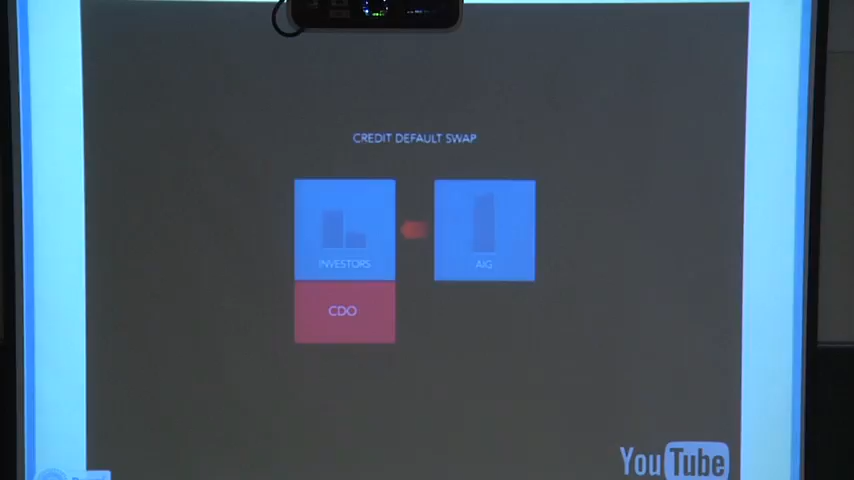 CREDIT DEFAULT SWAP
INVESTORS
AIG
CDO
YouTube